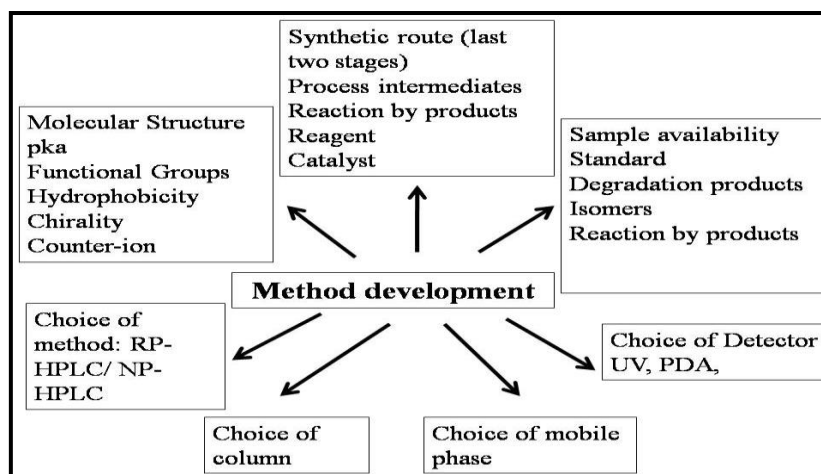 Synthetic route (last
two stages)
Process intermediates
Reaction by products
Reagent
Catalyst
Molecular Structure
pka
Functional Groups
Hydrophobicity
Chirality
Counter-ion
Sample availability
Standard
Degradation products
Isomers
Reaction by products
Method development
Choice of
method: RP-
HPLC/ NP-
HPLC
Choice of
column
Choice of mobile
phase
Choice of Detector
UV, PDA,